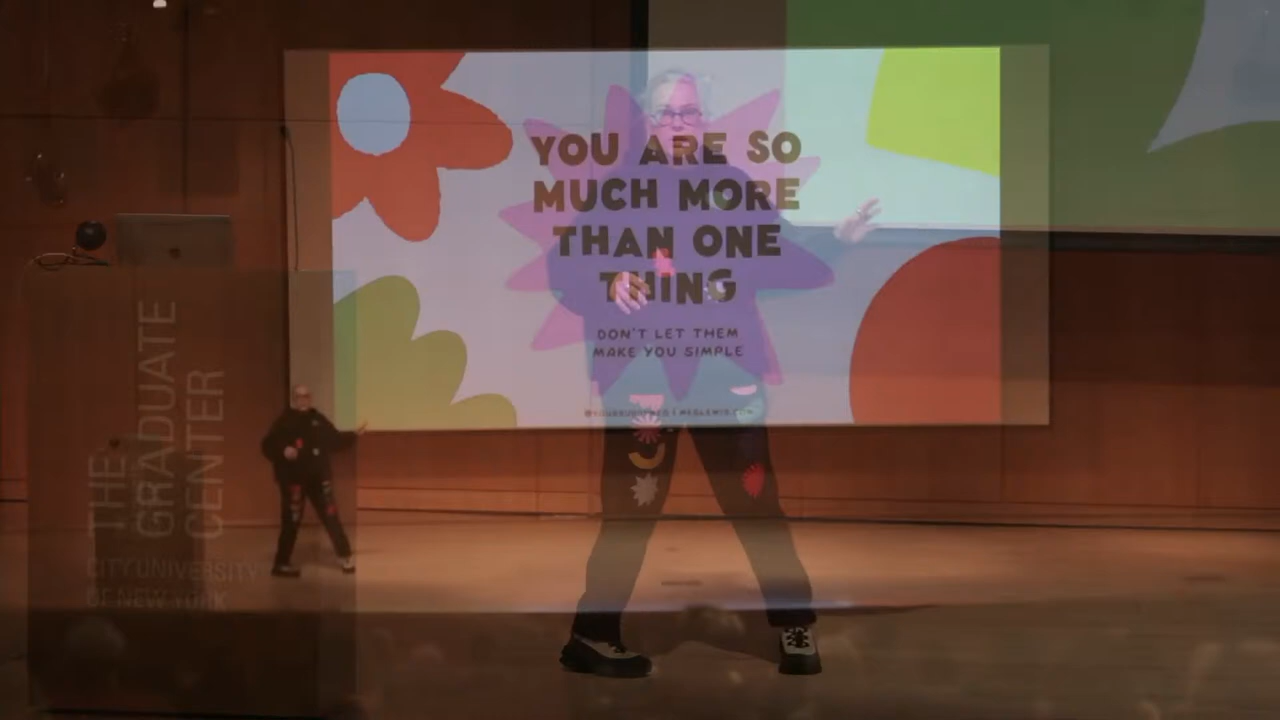 YOU ARE SO
MUCH MORE
THAN ONE
THING
DON'T LET THEM
MAKE YOU SIMPLE
THE
GRADUATE
CENTER
CITY UNIVERSITY
OF NEW YORK